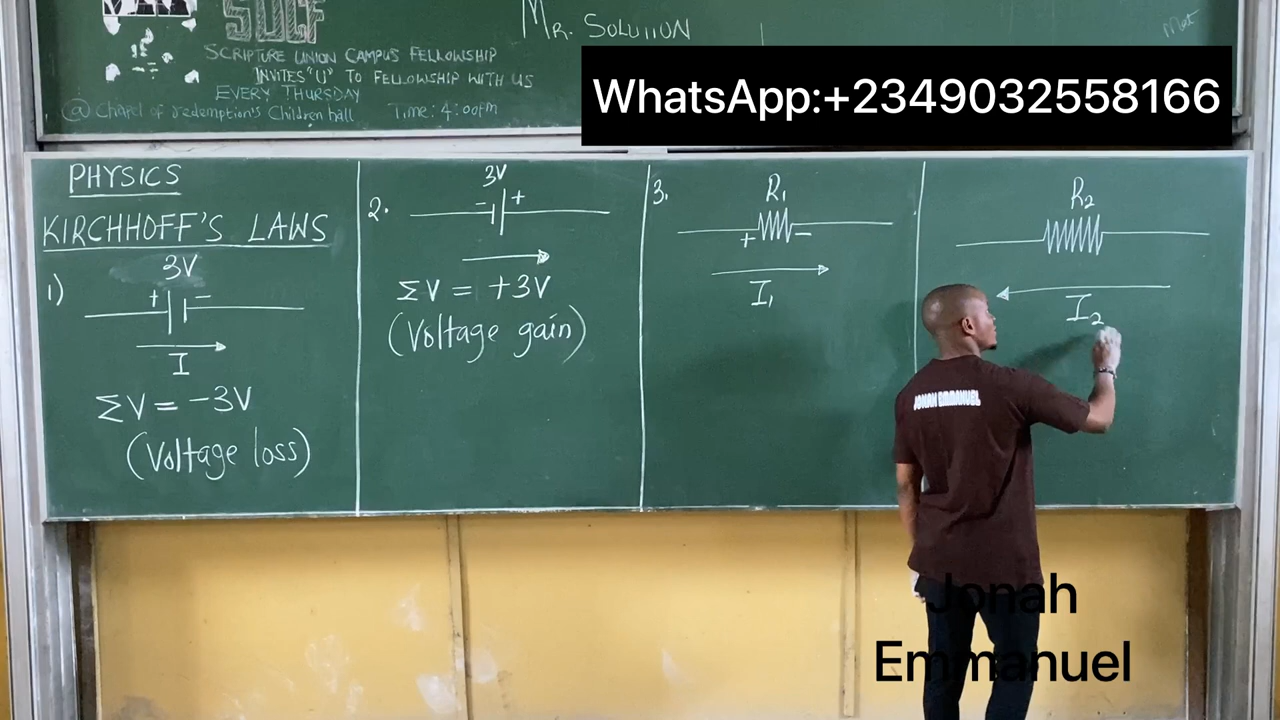 SUCF
MR. SOLUTION
SCRIPTURE UNION CAMPUS FELLOWSHIP
INVITES "U" TO FELLOWSHIP WITH US
EVERY THURSDAY
@ Chapel of redemption's Children hall Time: 4:00pm
WhatsApp:+2349032558166
PHYSICS
KIRCHHOFF'S LAWS
1)
3V
+ -
I
ΣV = -3V
(Voltage loss)
2.
3V
- +
ΣV = +3V
(Voltage gain)
3.
R₁
+ -
I₁
R₂
I₂
JONAH EMMANUEL
Jonah
Emmanuel